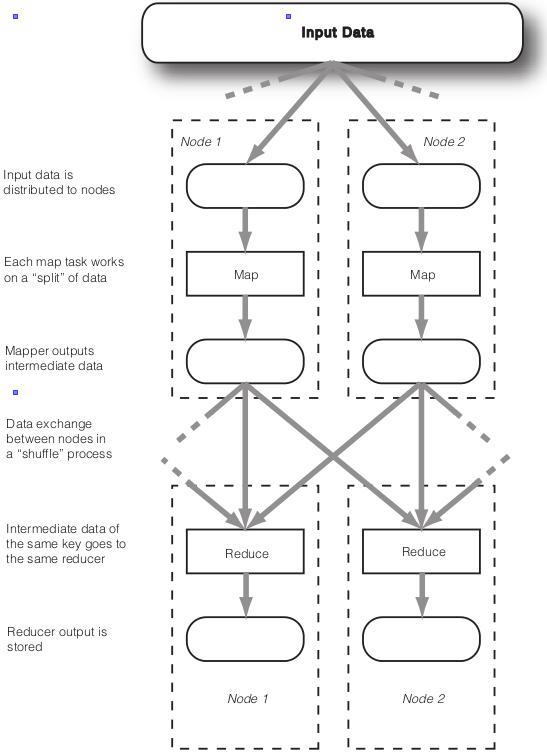 Input Data
Node 1
Node 2
Input data is
distributed to nodes
Each map task works
on a “split” of data
Map
Map
Mapper outputs
intermediate data
Data exchange
between nodes in
a “shuffle” process
Intermediate data of
the same key goes to
the same reducer
Reduce
Reduce
Reducer output is
stored
Node 1
Node 2